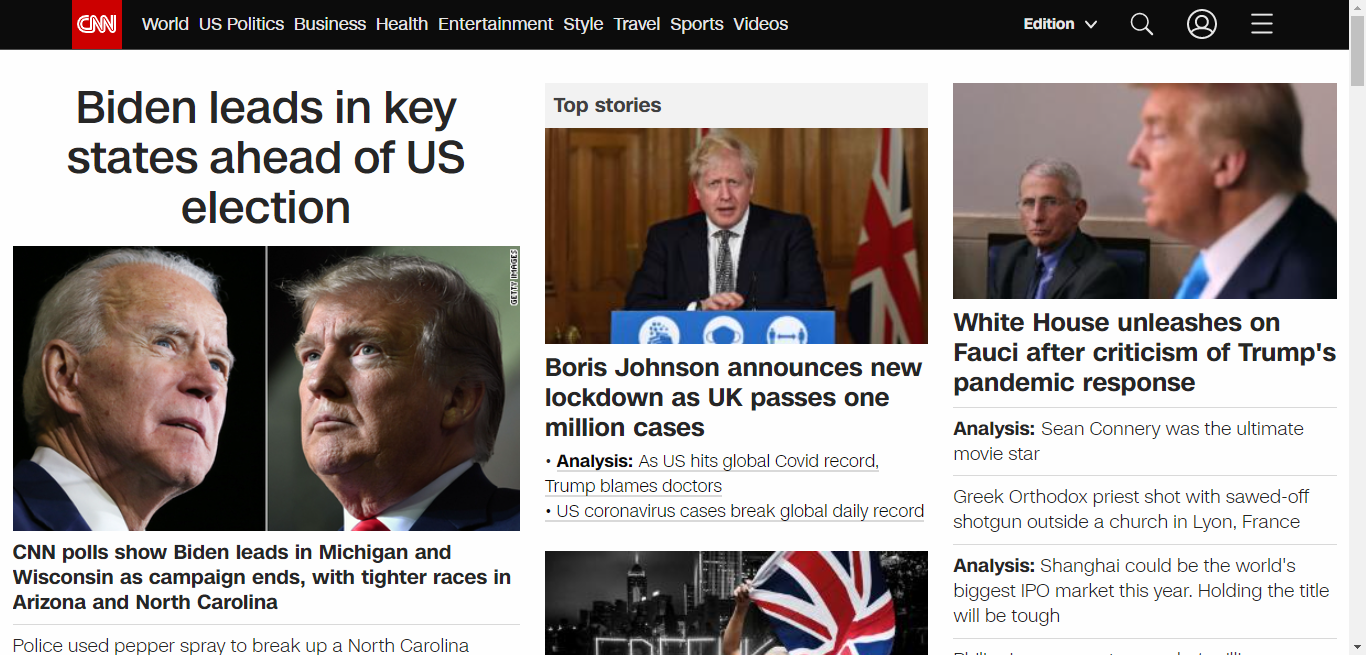 CNN World US Politics Business Health Entertainment Style Travel Sports Videos Edition
Biden leads in key
states ahead of US
election
GETTY IMAGES
CNN polls show Biden leads in Michigan and
Wisconsin as campaign ends, with tighter races in
Arizona and North Carolina
Police used pepper spray to break up a North Carolina
Top stories
Boris Johnson announces new
lockdown as UK passes one
million cases
• Analysis: As US hits global Covid record,
Trump blames doctors
• US coronavirus cases break global daily record
White House unleashes on
Fauci after criticism of Trump's
pandemic response
Analysis: Sean Connery was the ultimate
movie star
Greek Orthodox priest shot with sawed-off
shotgun outside a church in Lyon, France
Analysis: Shanghai could be the world's
biggest IPO market this year. Holding the title
will be tough